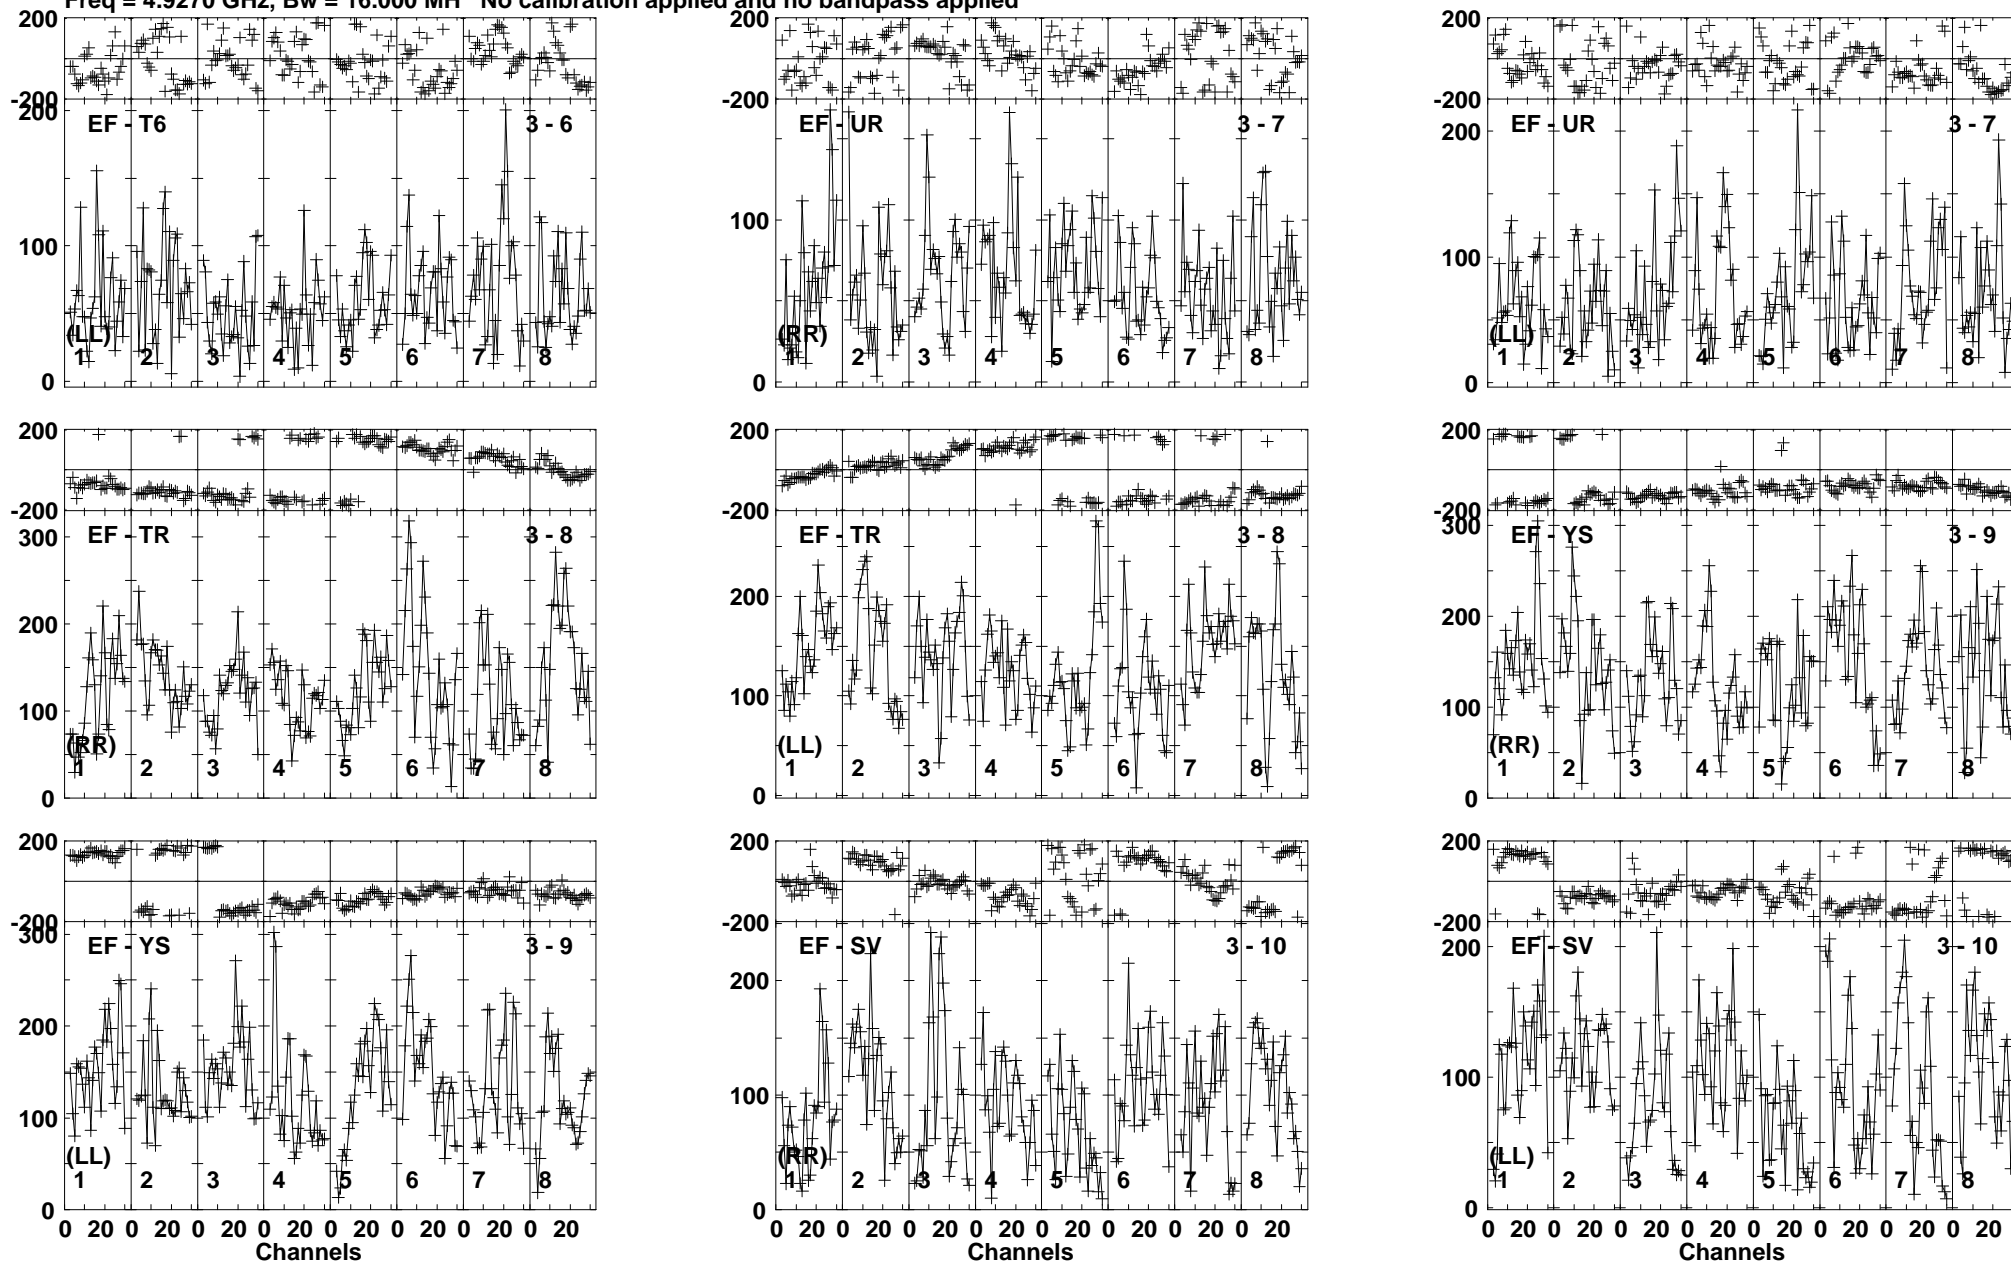 Freq = 4.9270 GHz, Bw = 16.000 MH No calibration applied and no bandpass applied
200 200 200
-200 -200 -200
200 EF - T6 3 - 6 EF - UR 3 - 7 200 EF - UR 3 - 7
100 100 100
(LL) (RR) (LL)
1 2 3 4 5 6 7 8 1 2 3 4 5 6 7 8 1 2 3 4 5 6 7 8
0 0 0
200 200 200
-200 -200 -200
300 EF - TR 3 - 8 EF - TR 3 - 8 300 EF - YS 3 - 9
200 200 200
100 100 100
(RR) (LL) (RR)
1 2 3 4 5 6 7 8 1 2 3 4 5 6 7 8 1 2 3 4 5 6 7 8
0 0 0
200 200 200
-200 -200 -200
300 EF - YS 3 - 9 EF - SV 3 - 10 200 EF - SV 3 - 10
200 200
100 100 100
(LL) (RR) (LL)
1 2 3 4 5 6 7 8 1 2 3 4 5 6 7 8 1 2 3 4 5 6 7 8
0 0 0
0 20 0 20 0 20 0 20 0 20 0 20 0 20 0 20 0 20 0 20 0 20 0 20 0 20 0 20 0 20 0 20 0 20 0 20 0 20 0 20 0 20 0 20 0 20 0 20
Channels Channels Channels